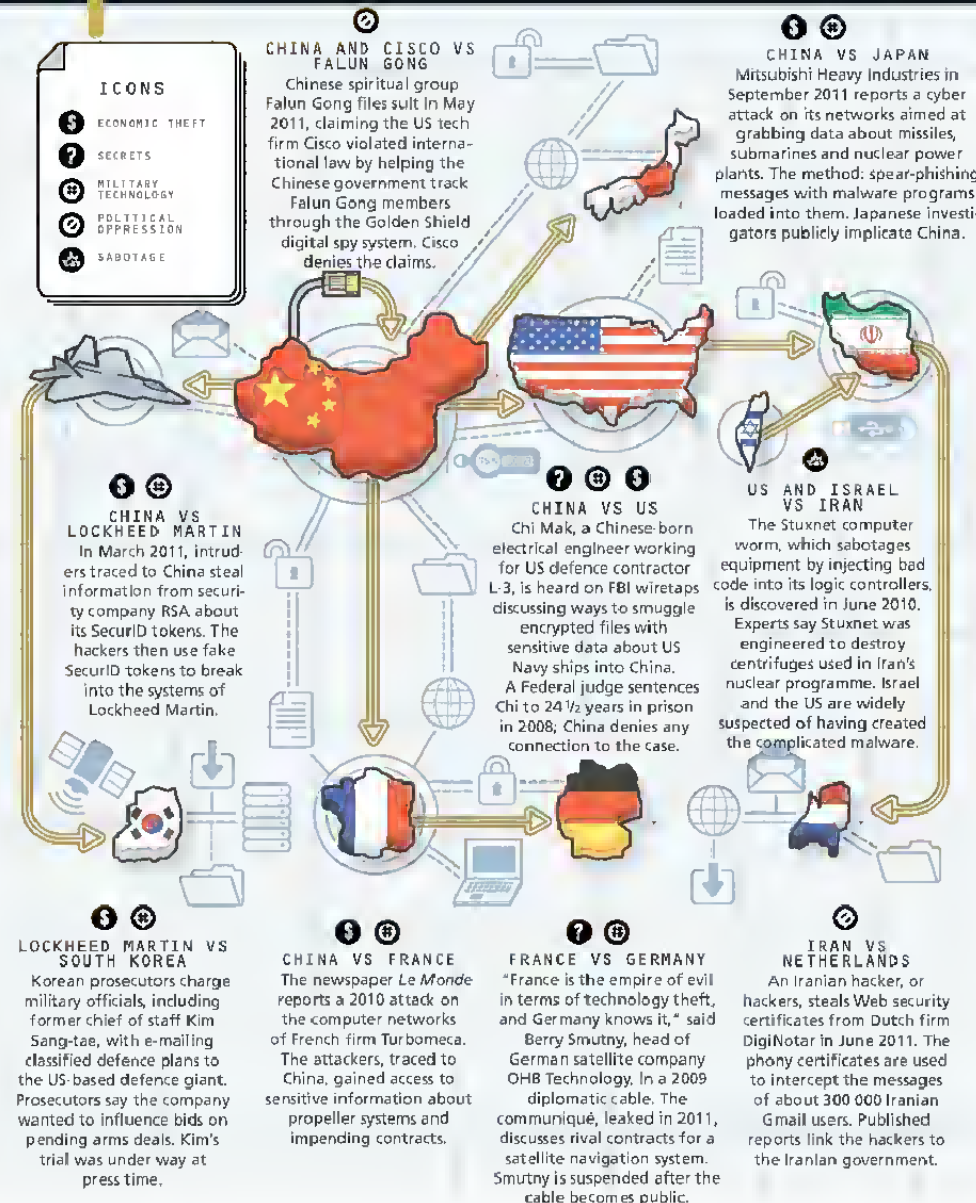 ICONS
ECONOMIC THEFT
SECRETS
MILITARY
TECHNOLOGY
POLITICAL
OPPRESSION
SABOTAGE
CHINA AND CISCO VS
FALUN GONG
Chinese spiritual group
Falun Gong files suit in May
2011, claiming the US tech
firm Cisco violated interna-
tional law by helping the
Chinese government track
Falun Gong members
through the Golden Shield
digital spy system. Cisco
denies the claims.
CHINA VS JAPAN
Mitsubishi Heavy Industries in
September 2011 reports a cyber
attack on its networks aimed at
grabbing data about missiles,
submarines and nuclear power
plants. The method: spear-phishing
messages with malware programs
loaded into them. Japanese investi-
gators publicly implicate China.
CHINA VS
LOCKHEED MARTIN
In March 2011, intrud-
ers traced to China steal
information from securi-
ty company RSA about
its SecurID tokens. The
hackers then use fake
SecurID tokens to break
into the systems of
Lockheed Martin.
CHINA VS US
Chi Mak, a Chinese-born
electrical engineer working
for US defence contractor
L-3, is heard on FBI wiretaps
discussing ways to smuggle
encrypted files with
sensitive data about US
Navy ships into China.
A Federal judge sentences
Chi to 24 1/2 years in prison
in 2008; China denies any
connection to the case.
US AND ISRAEL
VS IRAN
The Stuxnet computer
worm, which sabotages
equipment by injecting bad
code into its logic controllers,
is discovered in June 2010.
Experts say Stuxnet was
engineered to destroy
centrifuges used in Iran's
nuclear programme. Israel
and the US are widely
suspected of having created
the complicated malware.
LOCKHEED MARTIN VS
SOUTH KOREA
Korean prosecutors charge
military officials, including
former chief of staff Kim
Sang-tae, with e-mailing
classified defence plans to
the US-based defence giant.
Prosecutors say the company
wanted to influence bids on
pending arms deals. Kim's
trial was under way at
press time.
CHINA VS FRANCE
The newspaper Le Monde
reports a 2010 attack on
the computer networks
of French firm Turbomeca.
The attackers, traced to
China, gained access to
sensitive information about
propeller systems and
impending contracts.
FRANCE VS GERMANY
"France is the empire of evil
in terms of technology theft,
and Germany knows it," said
Berry Smutny, head of
German satellite company
OHB Technology, in a 2009
diplomatic cable. The
communiqué, leaked in 2011,
discusses rival contracts for a
satellite navigation system.
Smutny is suspended after the
cable becomes public.
IRAN VS
NETHERLANDS
An Iranian hacker, or
hackers, steals Web security
certificates from Dutch firm
DigiNotar in June 2011. The
phony certificates are used
to intercept the messages
of about 300 000 Iranian
Gmail users. Published
reports link the hackers to
the Iranian government.